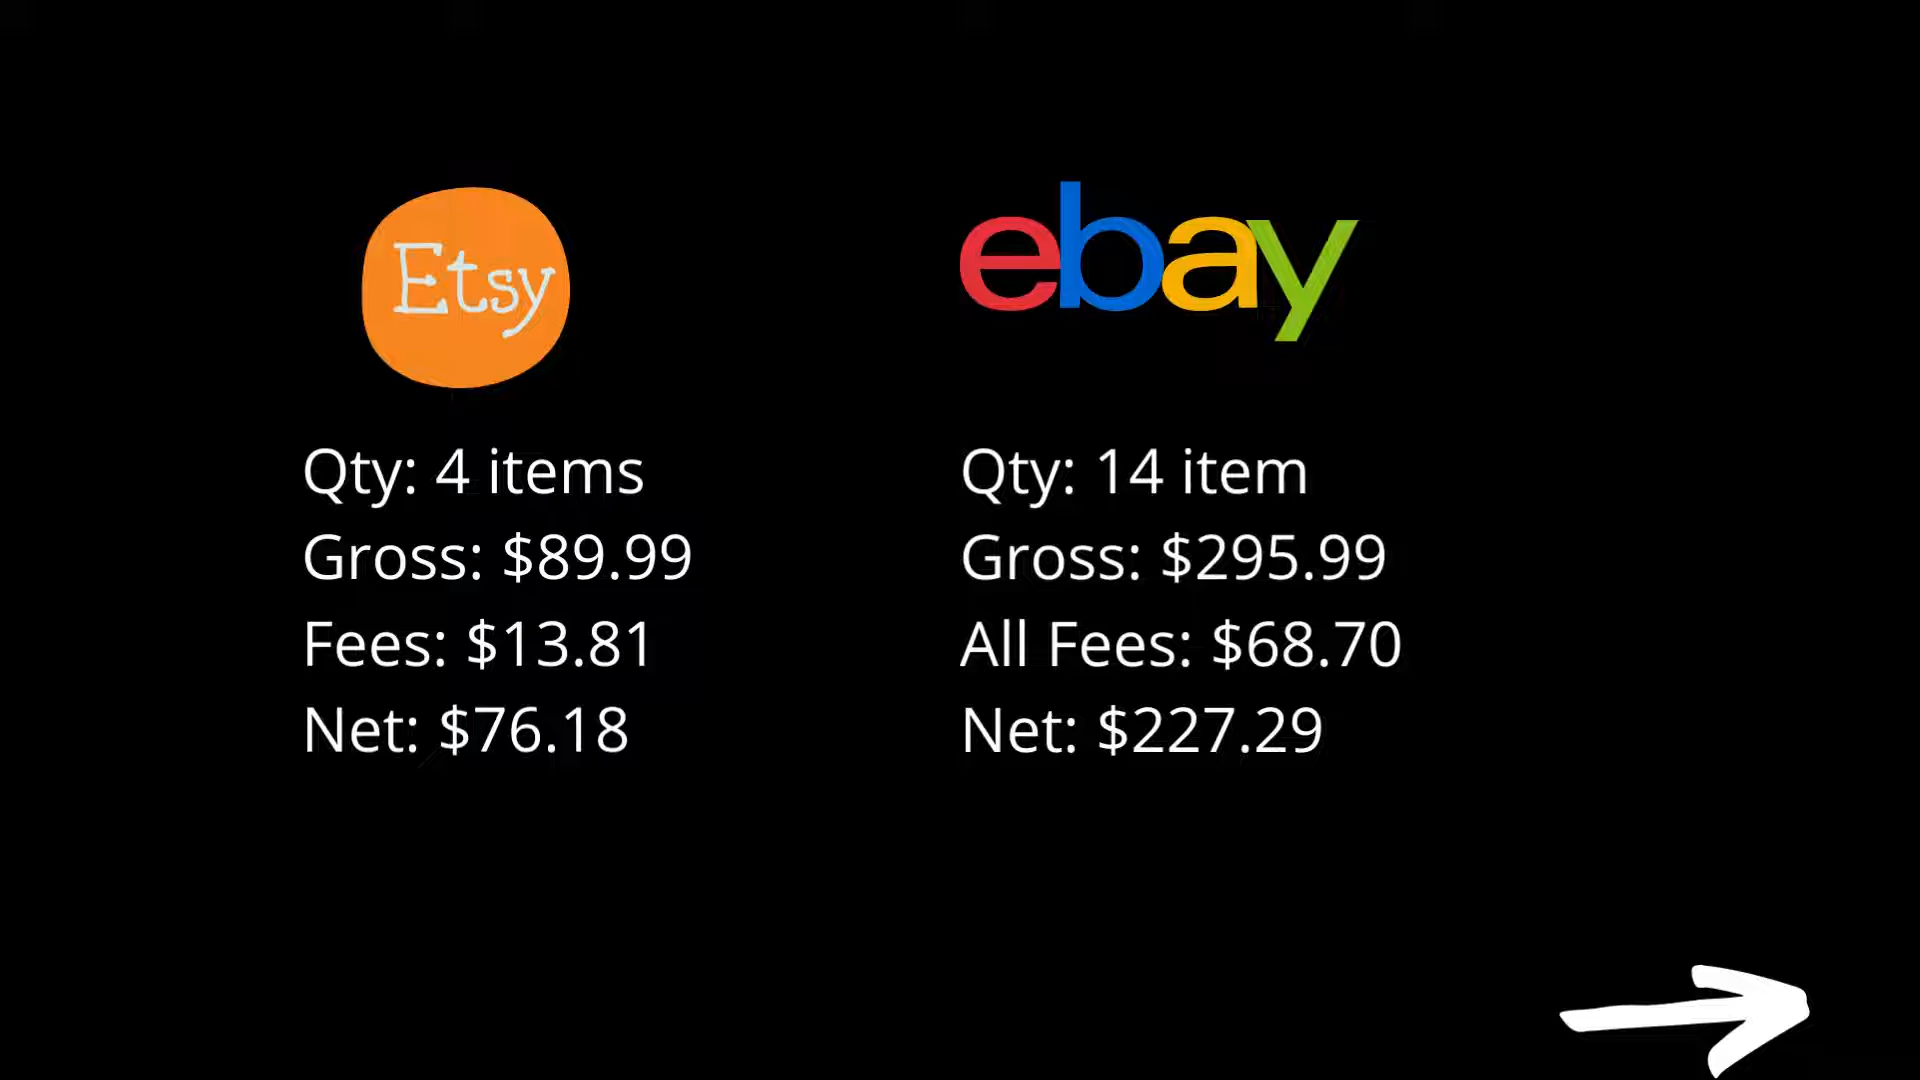 Etsy
Qty: 4 items
Gross: $89.99
Fees: $13.81
Net: $76.18
ebay
Qty: 14 item
Gross: $295.99
All Fees: $68.70
Net: $227.29